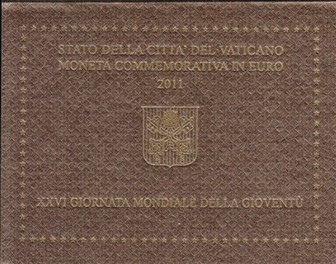 STATO DELLA CITTA' DEL VATICANO
MONETA COMMEMORATIVA IN EURO
2011
XXVI GIORNATA MONDIALE DELLA GIOVENTÙ